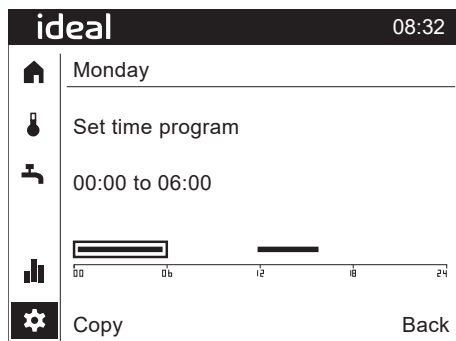 ideal 08:32
Monday
Set time program
00:00 to 06:00
00 06 12 18 24
Copy Back